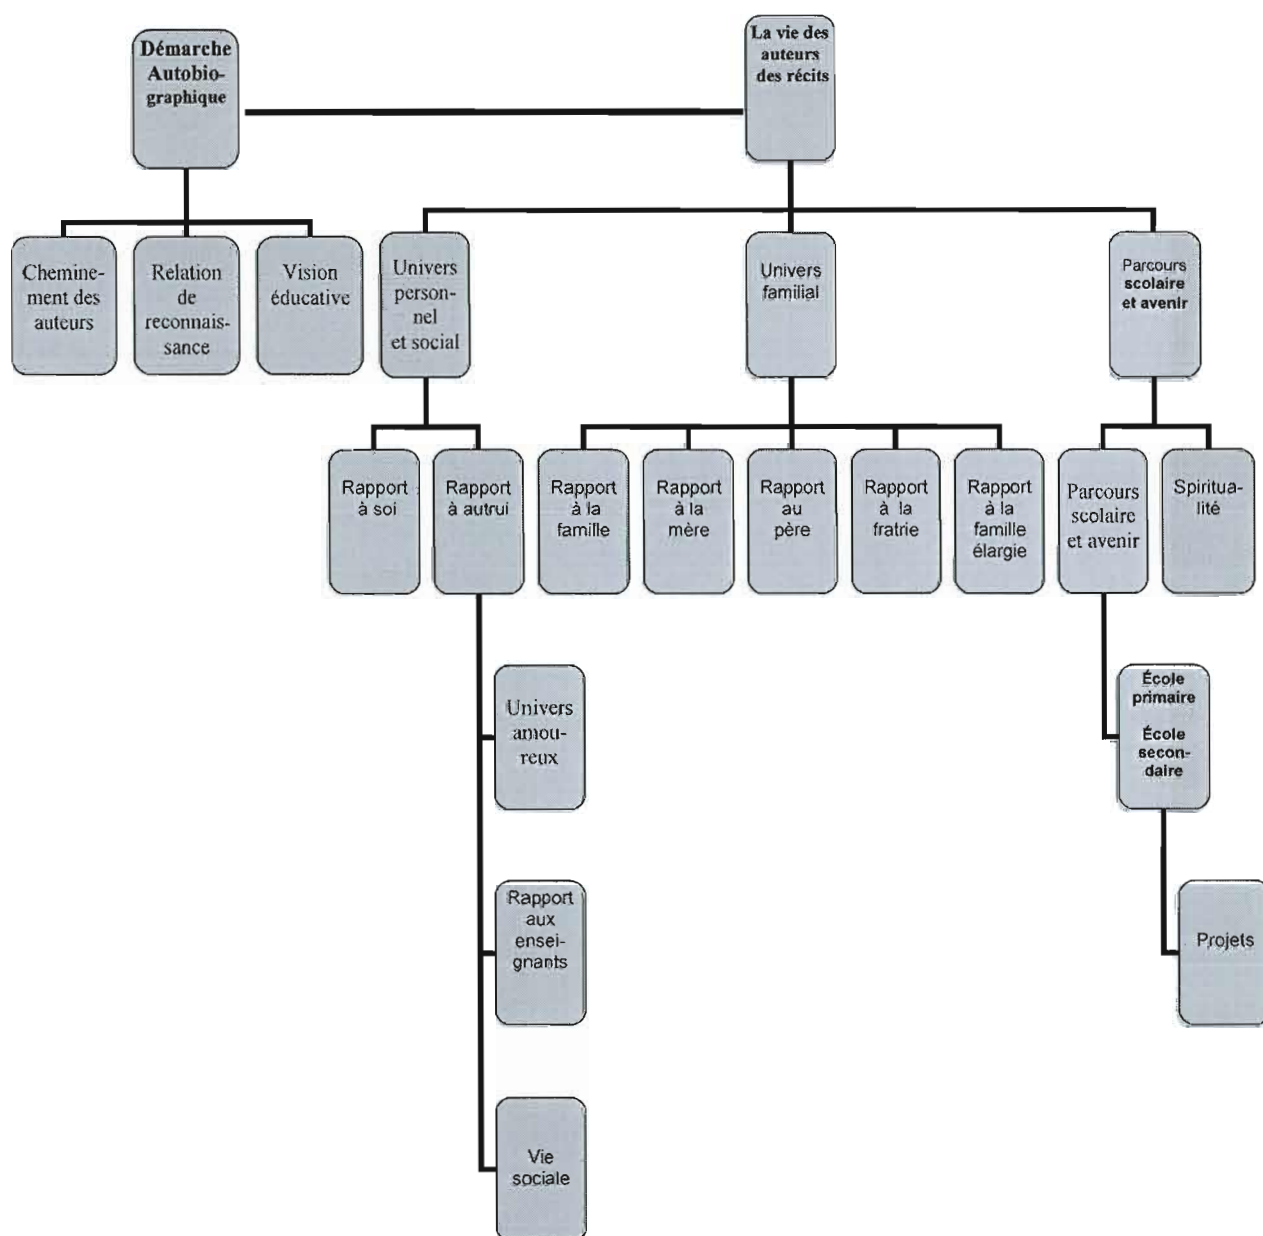 Démarche
Autobio-
graphique
La vie des
auteurs
des récits
Chemine-
ment des
auteurs
Relation
de
reconnais-
sance
Vision
éducative
Univers
person-
nel
et social
Univers
familial
Parcours
scolaire
et avenir
Rapport
à soi
Rapport
à autrui
Rapport
à la
famille
Rapport
à la
mère
Rapport
au
père
Rapport
à la
fratrie
Rapport
à la
famille
élargie
Parcours
scolaire
et avenir
Spiritua-
lité
Univers
amou-
reux
École
primaire
École
secon-
daire
Rapport
aux
ensei-
gnants
Projets
Vie
sociale